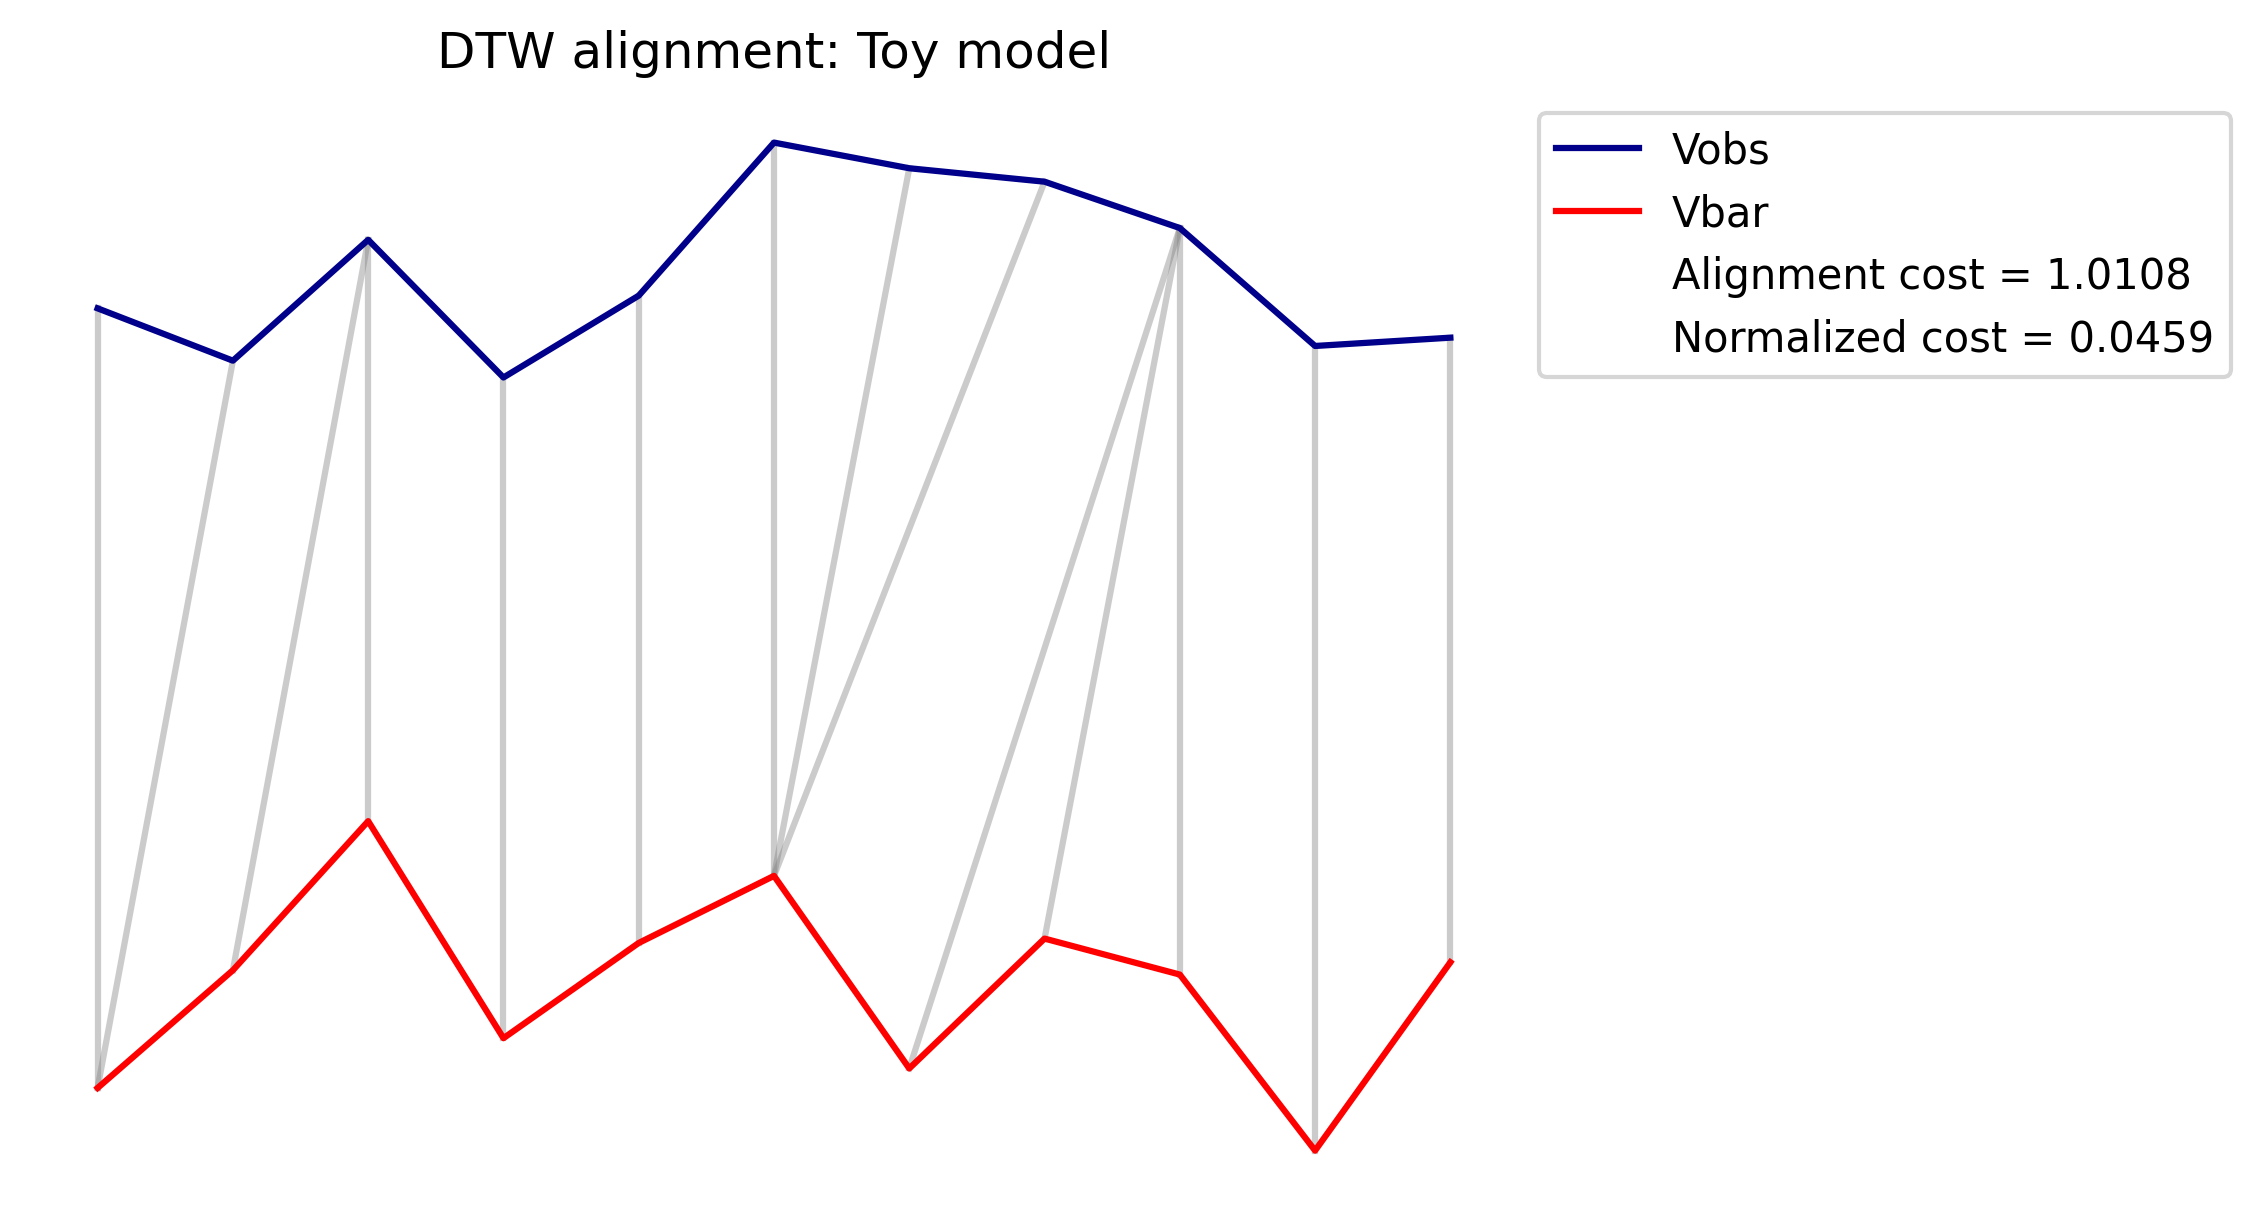 DTW alignment: Toy model
Vobs
Vbar
Alignment cost = 1.0108
Normalized cost = 0.0459